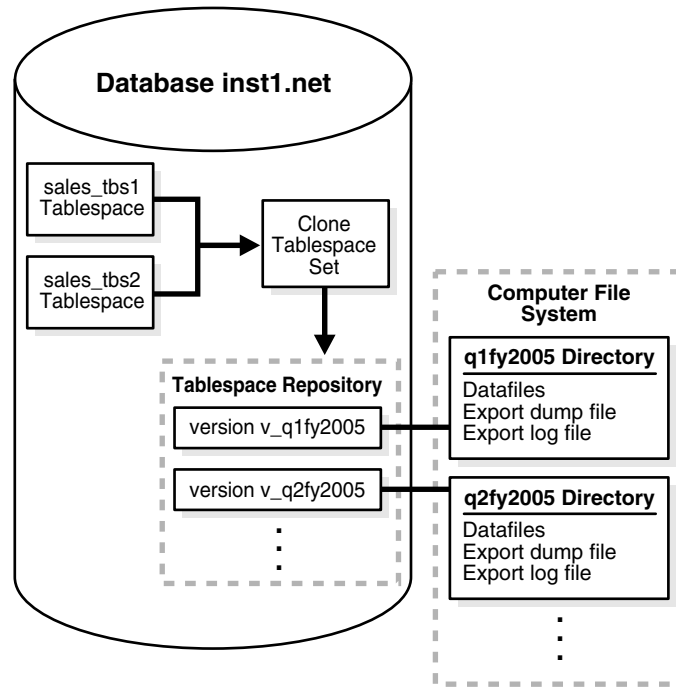 Database inst1.net
sales_tbs1
Tablespace
sales_tbs2
Tablespace
Clone
Tablespace
Set
Tablespace Repository
version v_q1fy2005
version v_q2fy2005
Computer File
System
q1fy2005 Directory
Datafiles
Export dump file
Export log file
q2fy2005 Directory
Datafiles
Export dump file
Export log file